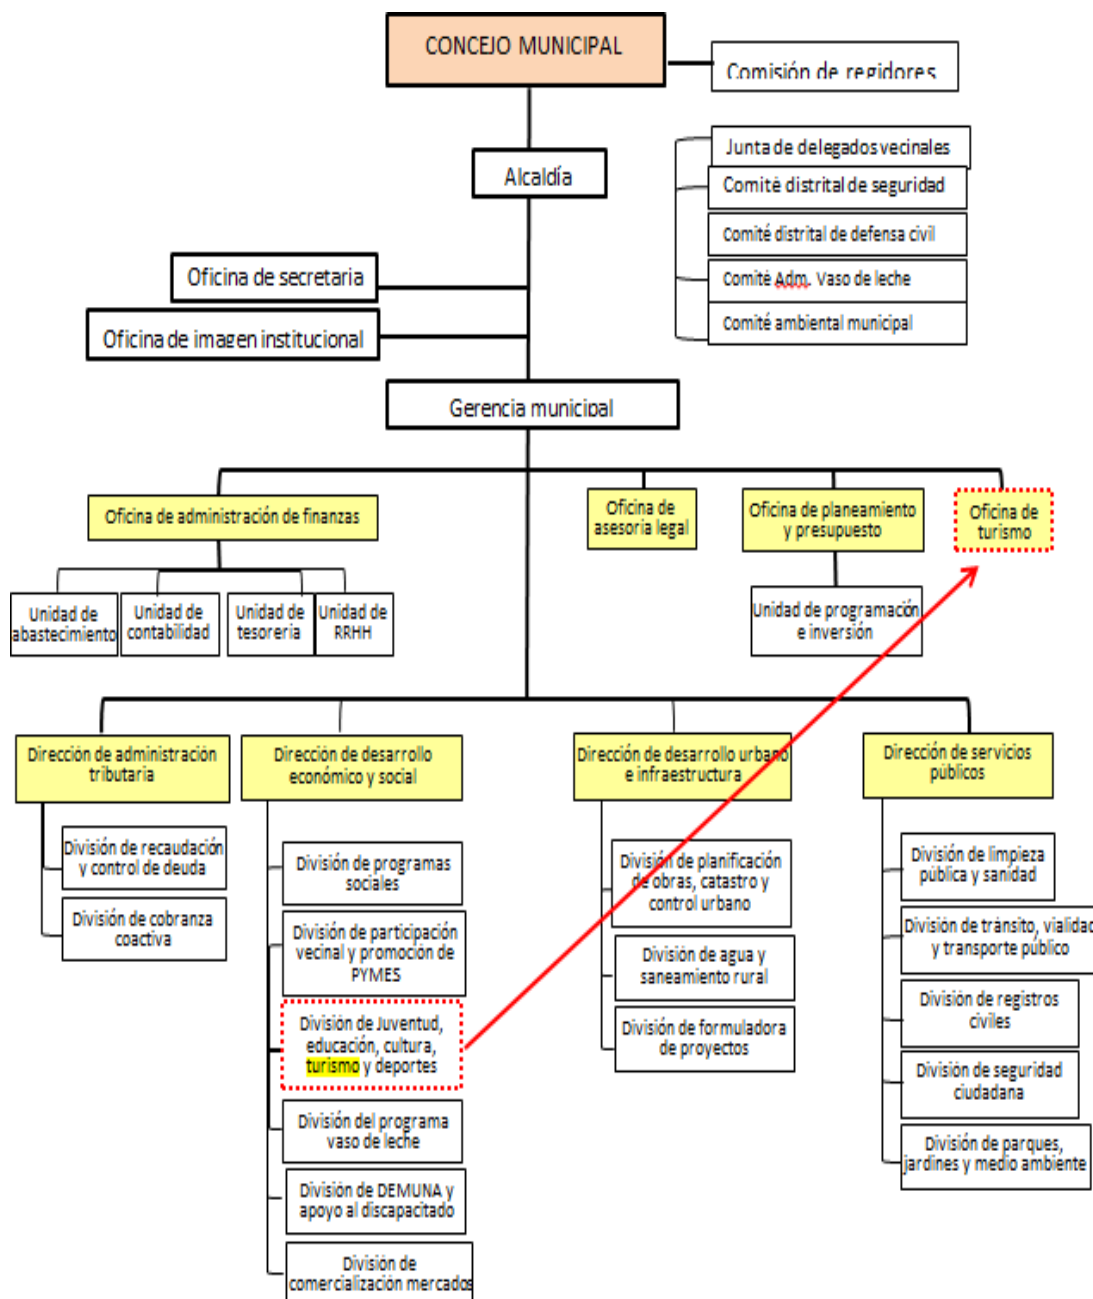 CONCEJO MUNICIPAL
Comisión de regidores
Junta de delegados vecinales
Alcaldía
Comité distrital de seguridad
Comité distrital de defensa civil
Oficina de secretaria
Comité Adm. Vaso de leche
Oficina de imagen institucional
Comité ambiental municipal
Gerencia municipal
Oficina de administración de finanzas
Oficina de
asesoría legal
Oficina de planeamiento
y presupuesto
Oficina de
turismo
Unidad de
abastecimiento
Unidad de
contabilidad
Unidad de
tesorería
Unidad de
RRHH
Unidad de programación
e inversión
Dirección de administración
tributaria
Dirección de desarrollo
económico y social
Dirección de desarrollo urbano
e infraestructura
Dirección de servicios
públicos
División de recaudación
y control de deuda
División de cobranza
coactiva
División de programas
sociales
División de participación
vecinal y promoción de
PYMES
División de Juventud,
educación, cultura,
turismo y deportes
División del programa
vaso de leche
División de DEMUNA y
apoyo al discapacitado
División de
comercialización mercados
División de planificación
de obras, catastro y
control urbano
División de agua y
saneamiento rural
División de formuladora
de proyectos
División de limpieza
pública y sanidad
División de tránsito, vialidad
y transporte público
División de registros
civiles
División de seguridad
ciudadana
División de parques,
jardines y medio ambiente